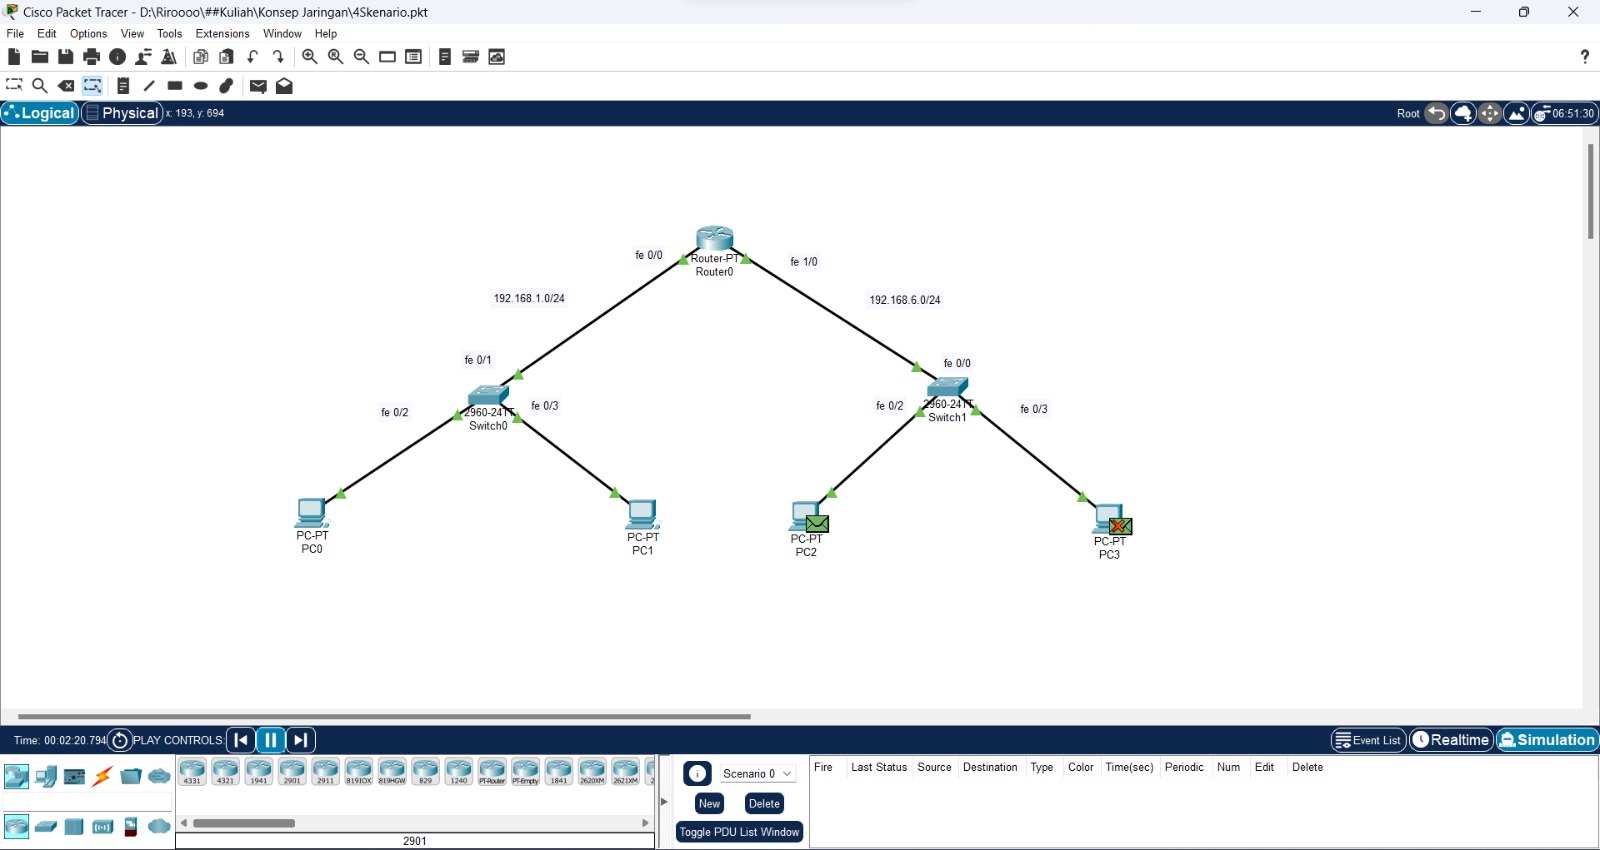 Cisco Packet Tracer - D:\Riroooo\##Kuliah\Konsep Jaringan\4Skenario.pkt
File Edit Options View Tools Extensions Window Help
?
Logical Physical x: 193, y: 694 Root 06:51:30
fe 0/0
Router-PT
Router0
fe 1/0
192.168.1.0/24
192.168.6.0/24
fe 0/1
fe 0/0
fe 0/2
2960-24TT
Switch0
fe 0/3
fe 0/2
2960-24TT
Switch1
fe 0/3
PC-PT
PC0
PC-PT
PC1
PC-PT
PC2
PC-PT
PC3
Time: 00:02:20.794 PLAY CONTROLS: Event List Realtime Simulation
4331 4321 1941 2901 2911 819IOX 819HGW 829 1240 PT-Router PT-Empty 1841 2620XM 2621XM 2
2901
Scenario 0
New Delete
Toggle PDU List Window
Fire Last Status Source Destination Type Color Time(sec) Periodic Num Edit Delete